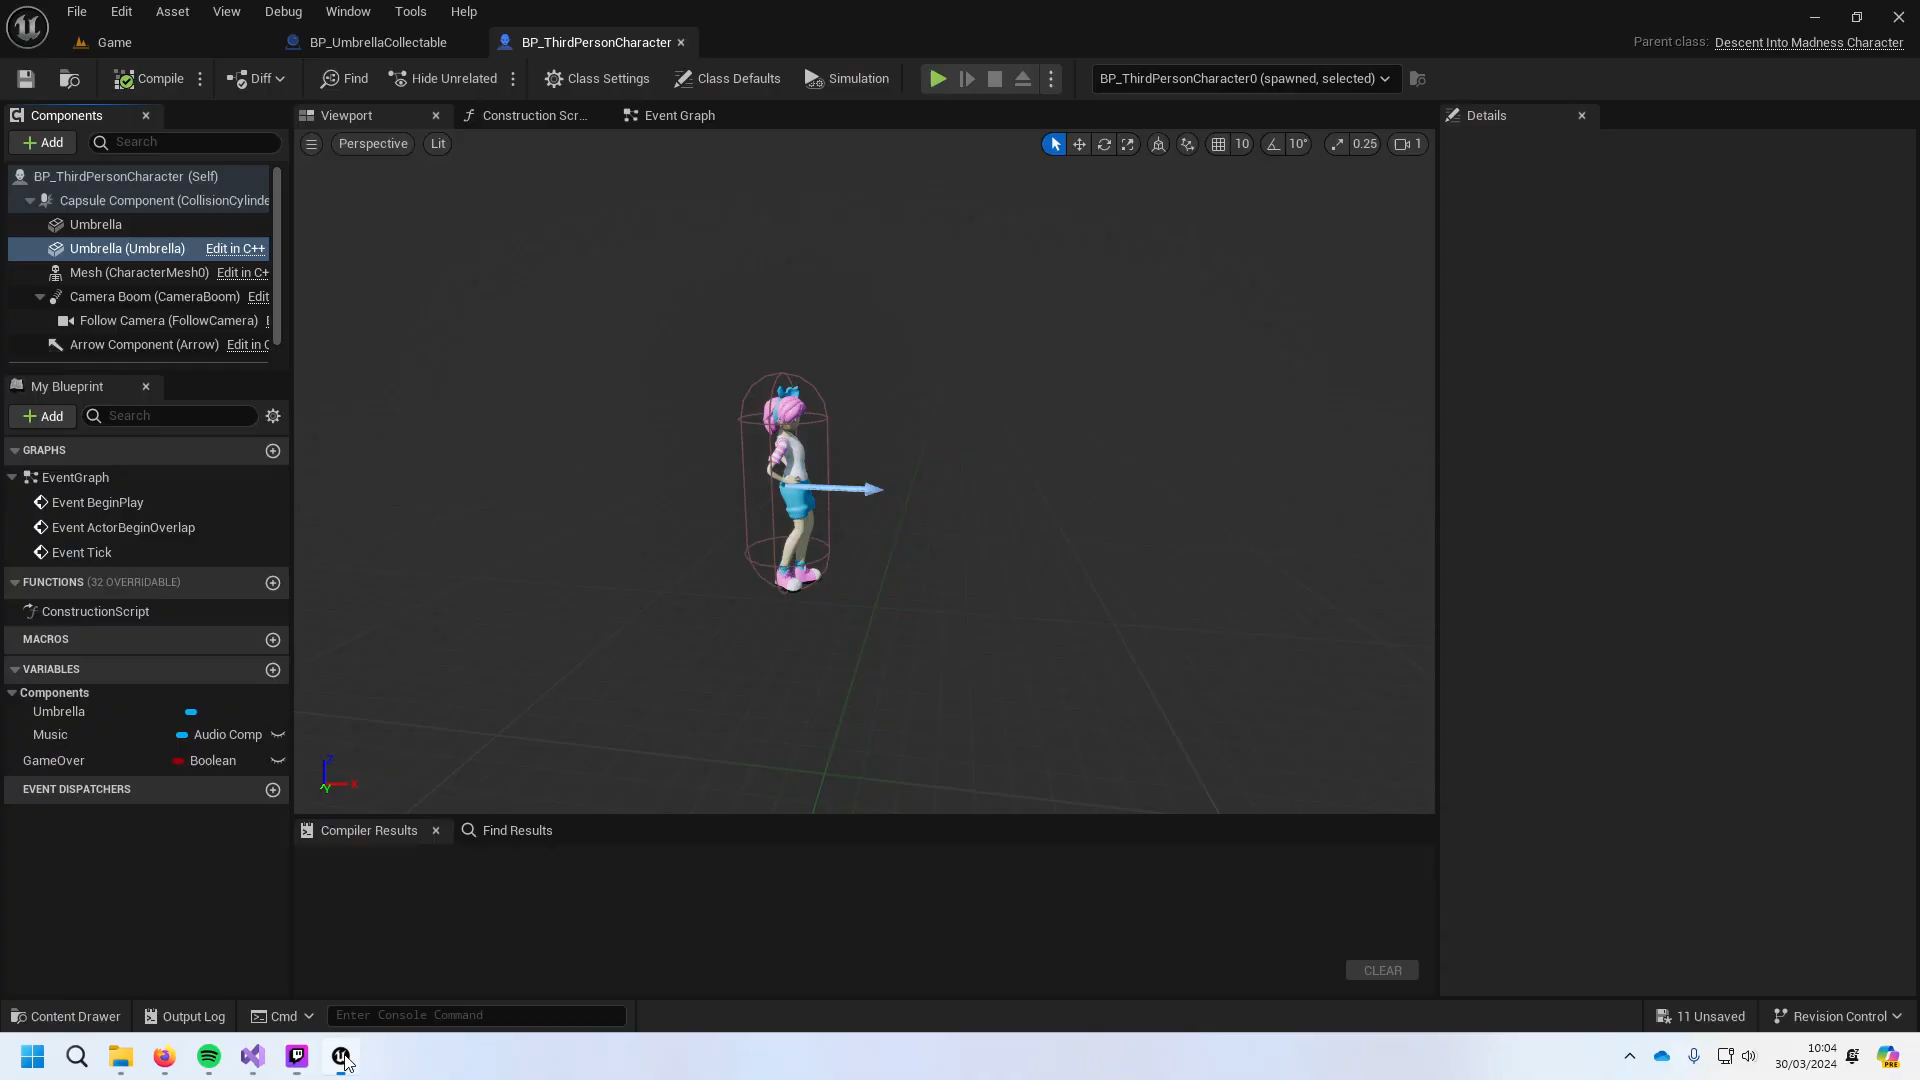 File Edit Asset View Debug Window Tools Help
Game BP_UmbrellaCollectable BP_ThirdPersonCharacter
Parent class: Descent Into Madness Character
Compile Diff Find Hide Unrelated Class Settings Class Defaults Simulation BP_ThirdPersonCharacter0 (spawned, selected)
Components
Add Search
BP_ThirdPersonCharacter (Self)
Capsule Component (CollisionCylinde
Umbrella
Umbrella (Umbrella) Edit in C++
Mesh (CharacterMesh0) Edit in C+
Camera Boom (CameraBoom) Edit
Follow Camera (FollowCamera) E
Arrow Component (Arrow) Edit in C
My Blueprint
Add Search
GRAPHS
EventGraph
Event BeginPlay
Event ActorBeginOverlap
Event Tick
FUNCTIONS (32 OVERRIDABLE)
ConstructionScript
MACROS
VARIABLES
Components
Umbrella
Music Audio Comp
GameOver Boolean
EVENT DISPATCHERS
Viewport Construction Scr... Event Graph
Perspective Lit
10 10° 0.25 1
Z
X
Y
Compiler Results Find Results
CLEAR
Details
Content Drawer Output Log Cmd Enter Console Command
11 Unsaved Revision Control
10:04
30/03/2024
PRE